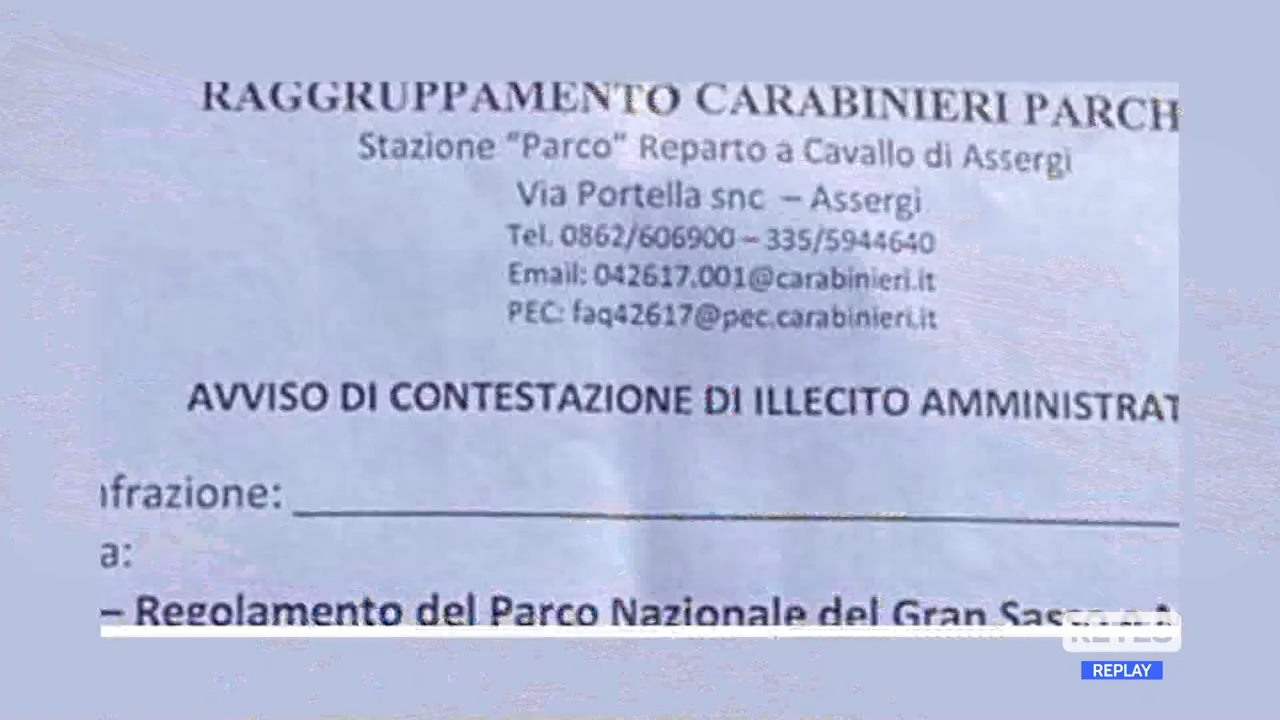 RAGGRUPPAMENTO CARABINIERI PARCH
Stazione "Parco" Reparto a Cavallo di Assergi
Via Portella snc – Assergi
Tel. 0862/606900 – 335/5944640
Email: 042617.001@carabinieri.it
PEC: faq42617@pec.carabinieri.it
AVVISO DI CONTESTAZIONE DI ILLECITO AMMINISTRAT
nfrazione:
a:
– Regolamento del Parco Nazionale del Gran Sasso e
REPLAY